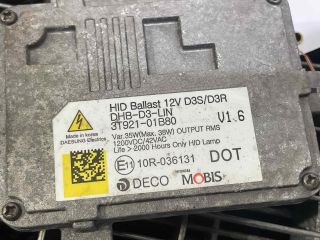 HID Ballast 12V D3S/D3R
DHB-D3-LIN
3T921-01B80 V1.6
Var.35W(Max. 38W) OUTPUT RMS
1200VDC/42VAC
Life > 2000 Hours Only HID Lamp
Made in korea
DAESUNG Electric
E11 10R-036131 DOT
DECO MOBIS